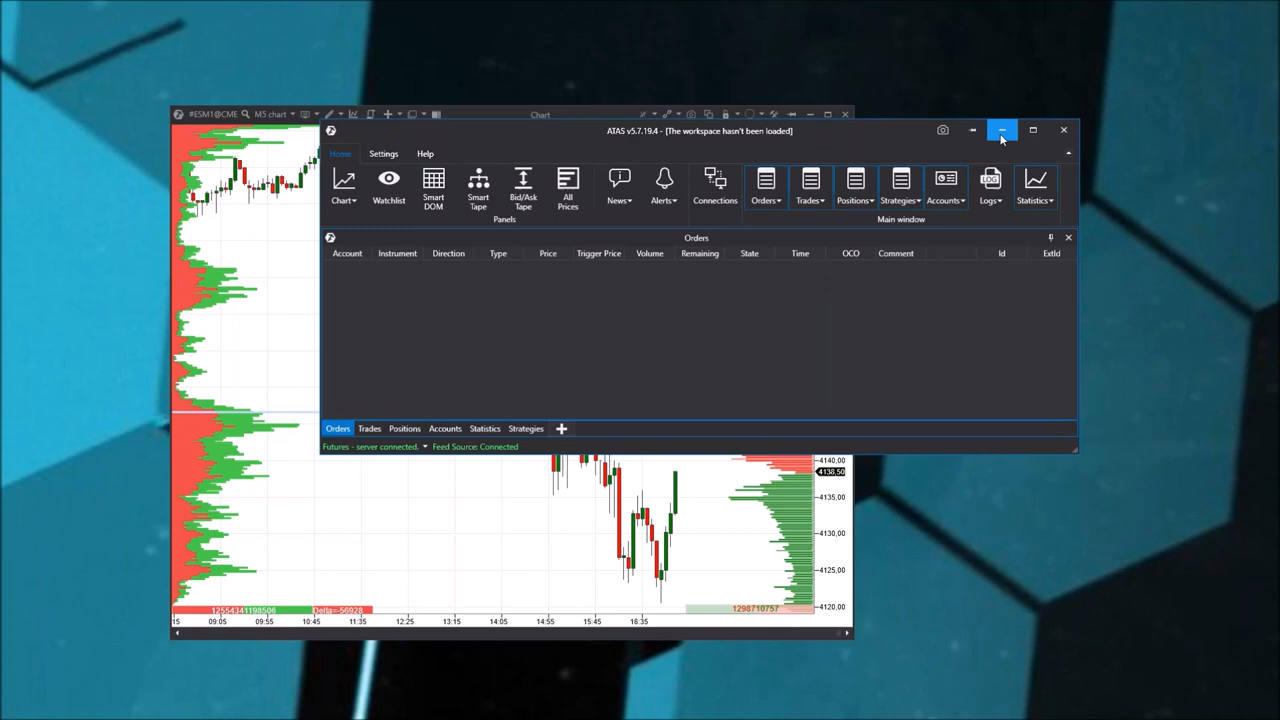 #ESM1@CME M5 chart Chart
ATAS v5.7.19.4 - [The workspace hasn't been loaded]
Home Settings Help
Chart Watchlist Smart DOM Smart Tape Bid/Ask Tape All Prices News Alerts Connections Orders Trades Positions Strategies Accounts Logs Statistics
Panels Main window
Orders
Account Instrument Direction Type Price Trigger Price Volume Remaining State Time OCO Comment Id ExtId
Orders Trades Positions Accounts Statistics Strategies
Futures - server connected. Feed Source: Connected
4140,00
4138,50
4135,00
4130,00
4125,00
4120,00
12554341198506 Delta=-56928 1298710757
15 09:05 09:55 10:45 11:35 12:25 13:15 14:05 14:55 15:45 16:35